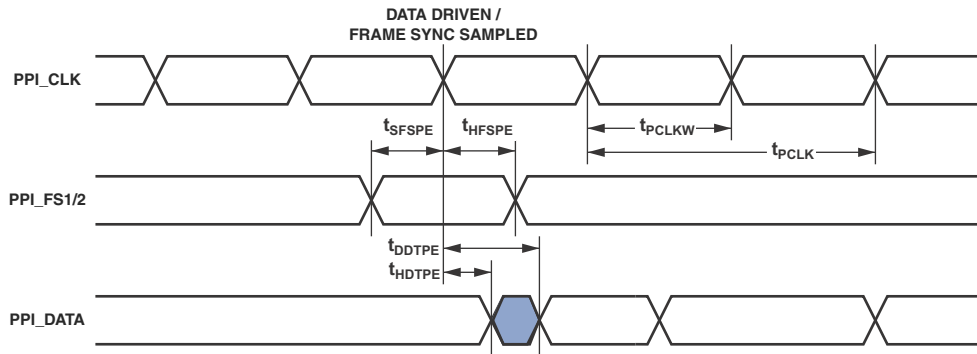 DATA DRIVEN /
FRAME SYNC SAMPLED
PPI_CLK
tSFSPE
tHFSPE
tPCLKW
tPCLK
PPI_FS1/2
tDDTPE
tHDTPE
PPI_DATA